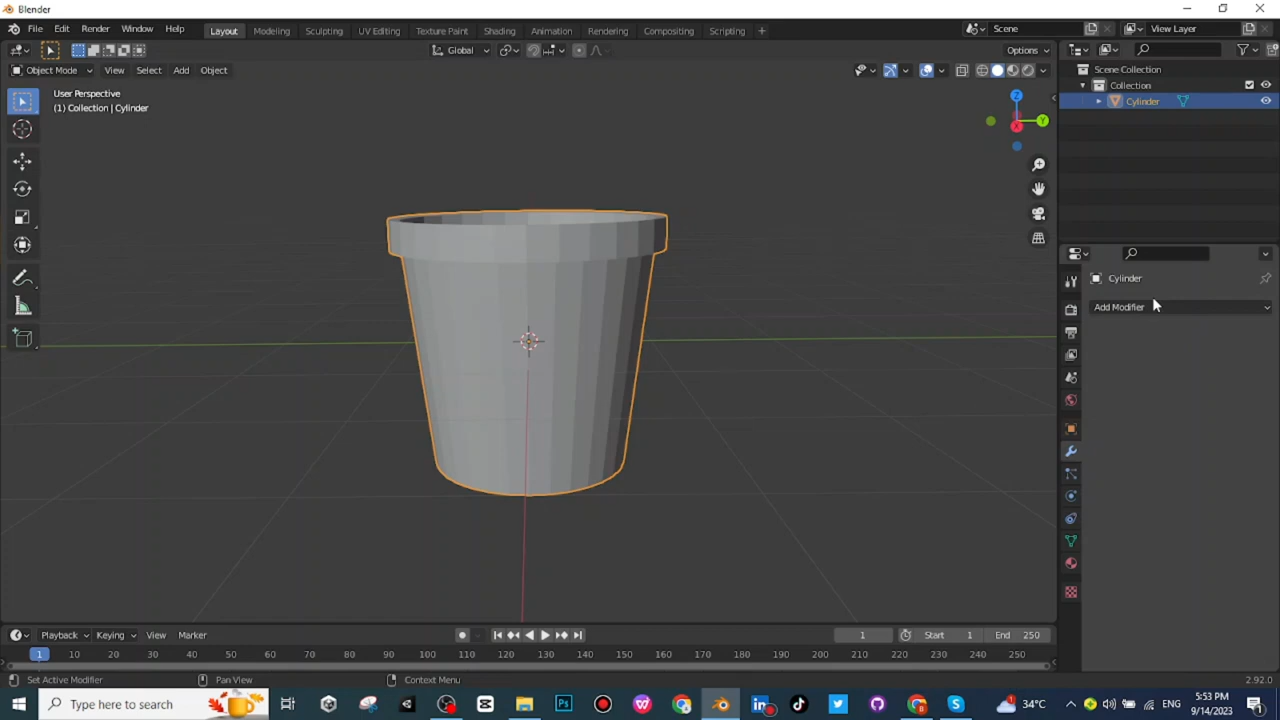 Blender
File Edit Render Window Help
Layout Modeling Sculpting UV Editing Texture Paint Shading Animation Rendering Compositing Scripting +
Scene
View Layer
Global
Options
Object Mode View Select Add Object
User Perspective
(1) Collection | Cylinder
Z
Y
X
Scene Collection
Collection
Cylinder
Cylinder
Add Modifier
Playback Keying View Marker
1
Start 1
End 250
1 10 20 30 40 50 60 70 80 90 100 110 120 130 140 150 160 170 180 190 200 210 220 230 240 250
Set Active Modifier
Pan View
Context Menu
2.92.0
Type here to search
Ps
34°C
ENG
5:53 PM
9/14/2023